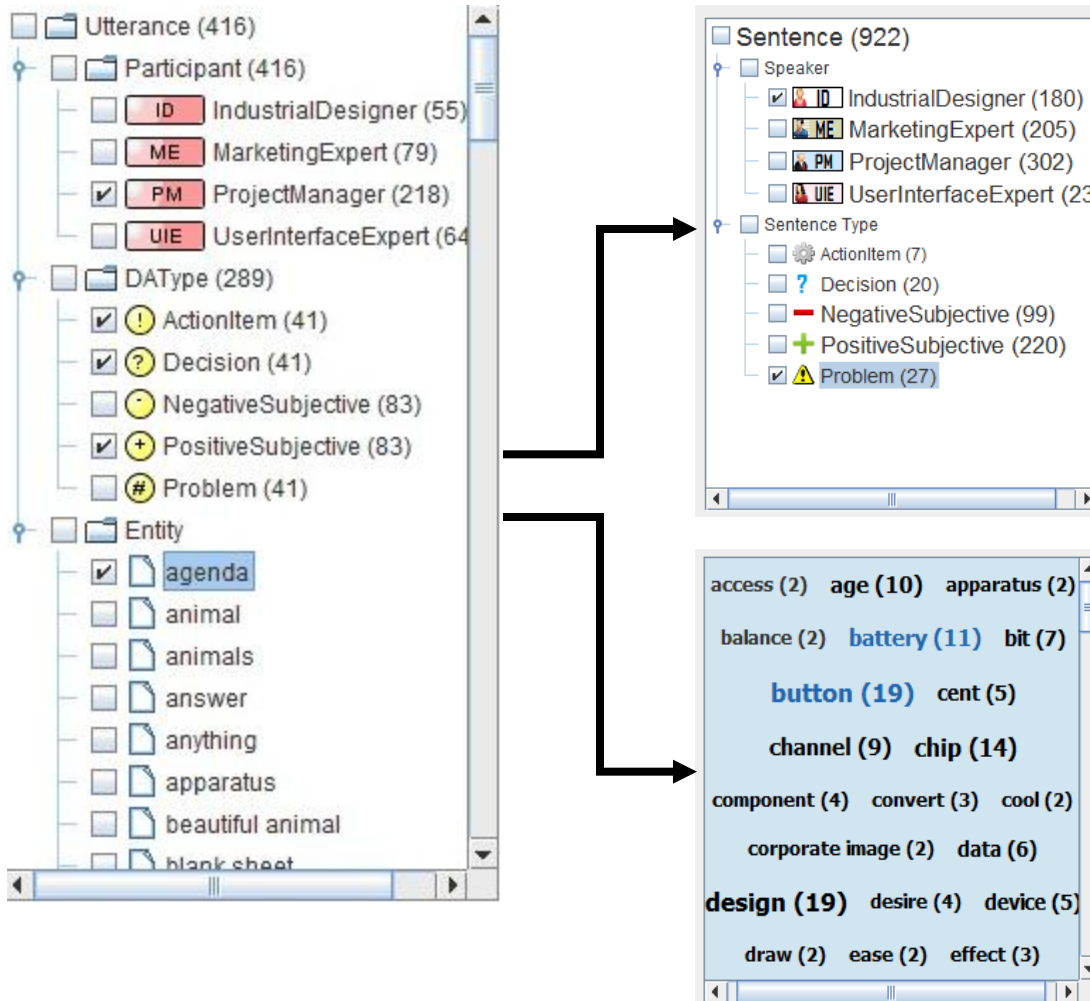 Utterance (416)
Participant (416)
ID IndustrialDesigner (55)
ME MarketingExpert (79)
PM ProjectManager (218)
UIE UserInterfaceExpert (64
DAType (289)
! ActionItem (41)
? Decision (41)
- NegativeSubjective (83)
+ PositiveSubjective (83)
# Problem (41)
Entity
agenda
animal
animals
answer
anything
apparatus
beautiful animal
blank sheet
Sentence (922)
Speaker
ID IndustrialDesigner (180)
ME MarketingExpert (205)
PM ProjectManager (302)
UIE UserInterfaceExpert (23
Sentence Type
ActionItem (7)
? Decision (20)
NegativeSubjective (99)
PositiveSubjective (220)
Problem (27)
access (2) age (10) apparatus (2)
balance (2) battery (11) bit (7)
button (19) cent (5)
channel (9) chip (14)
component (4) convert (3) cool (2)
corporate image (2) data (6)
design (19) desire (4) device (5)
draw (2) ease (2) effect (3)